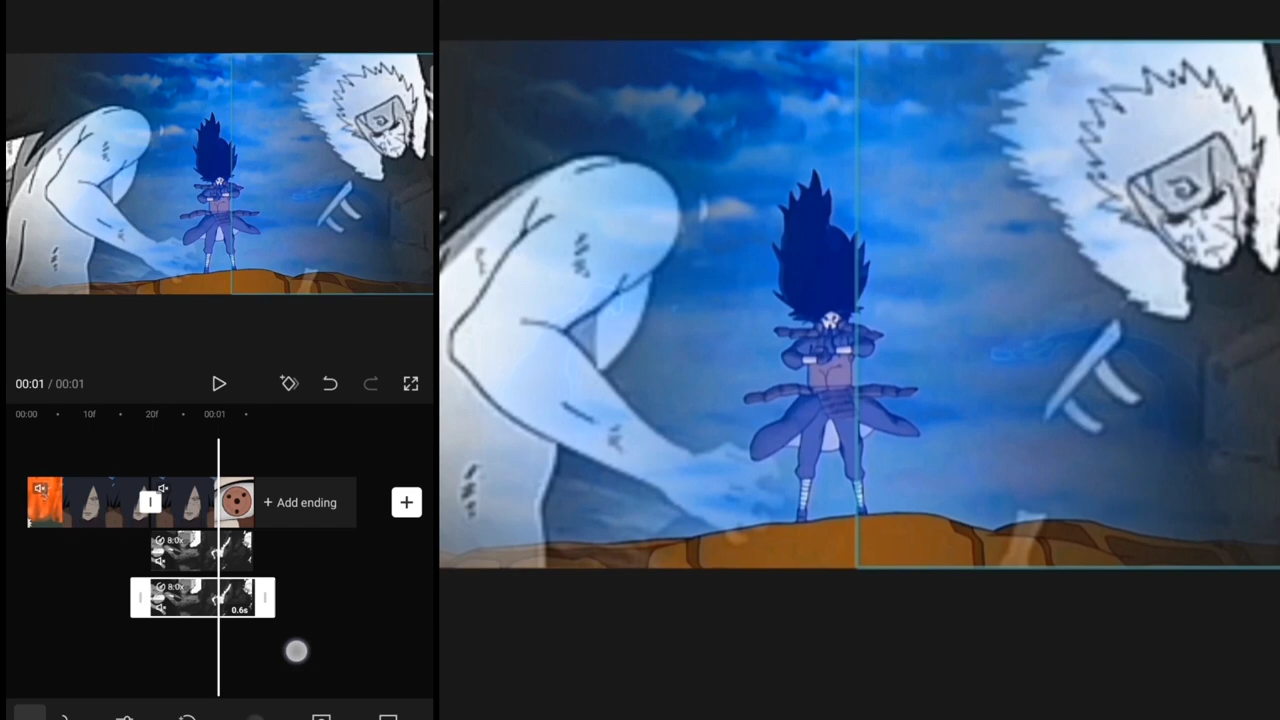 00:01 / 00:01
00:00 10f 20f 00:01
+ Add ending
8.0x
8.0x
0.6s